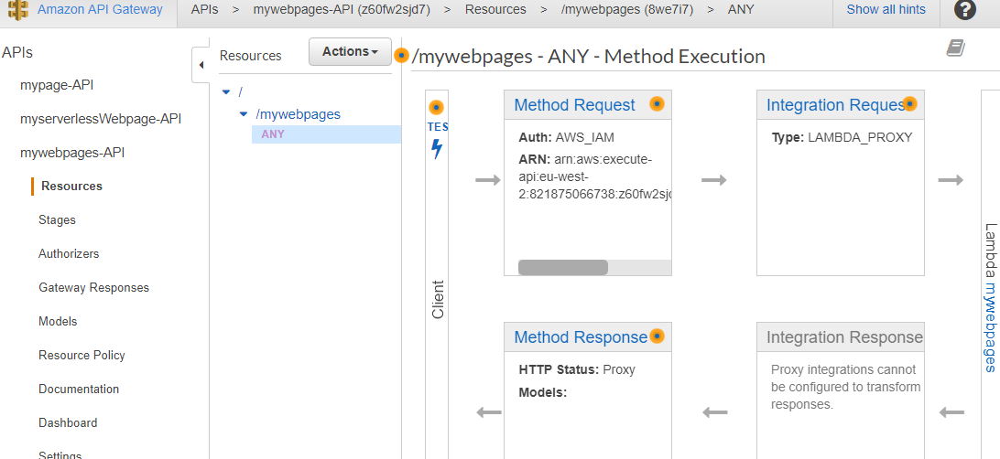 Amazon API Gateway
APIs > mywebpages-API (z60fw2sjd7) > Resources > /mywebpages (8we7i7) > ANY
Show all hints
?
APIs
mypage-API
myserverlessWebpage-API
mywebpages-API
Resources
Stages
Authorizers
Gateway Responses
Models
Resource Policy
Documentation
Dashboard
Settings
Resources
Actions
/
/mywebpages
ANY
/mywebpages - ANY - Method Execution
TES
Client
Method Request
Auth: AWS_IAM
ARN: arn:aws:execute-
api:eu-west-
2:821875066738:z60fw2sj
Integration Request
Type: LAMBDA_PROXY
Lambda mywebpages
Method Response
HTTP Status: Proxy
Models:
Integration Response
Proxy integrations cannot
be configured to transform
responses.